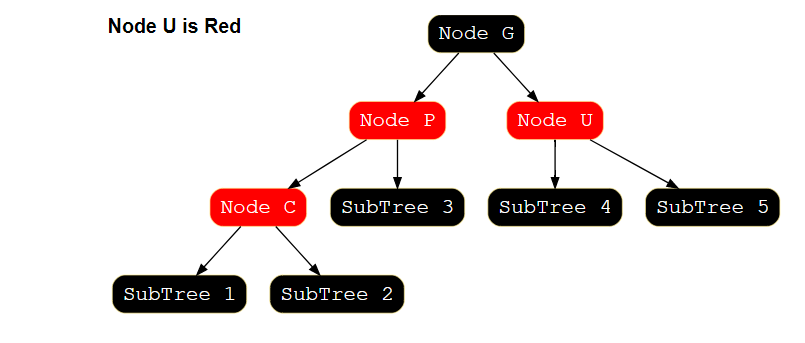 Node U is Red
Node G
Node P
Node U
Node C
SubTree 3
SubTree 4
SubTree 5
SubTree 1
SubTree 2